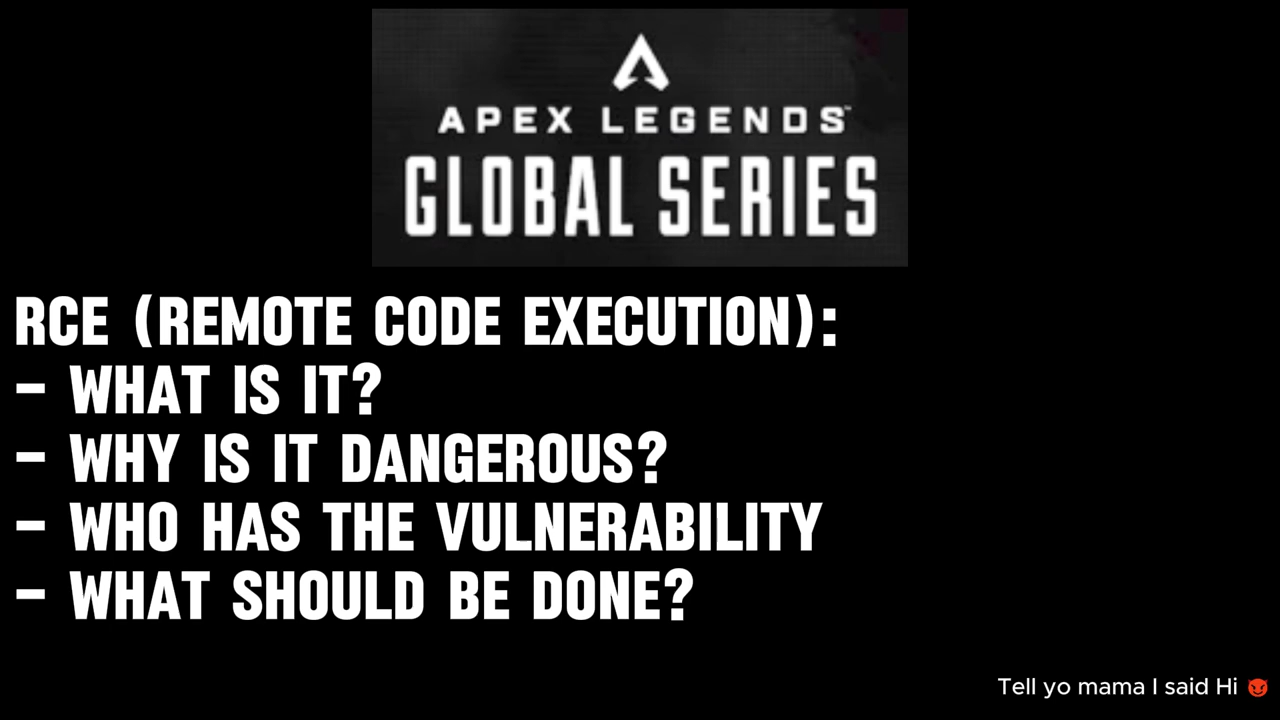 APEX LEGENDS™
GLOBAL SERIES
RCE (REMOTE CODE EXECUTION):
- WHAT IS IT?
- WHY IS IT DANGEROUS?
- WHO HAS THE VULNERABILITY
- WHAT SHOULD BE DONE?
Tell yo mama I said Hi 😈